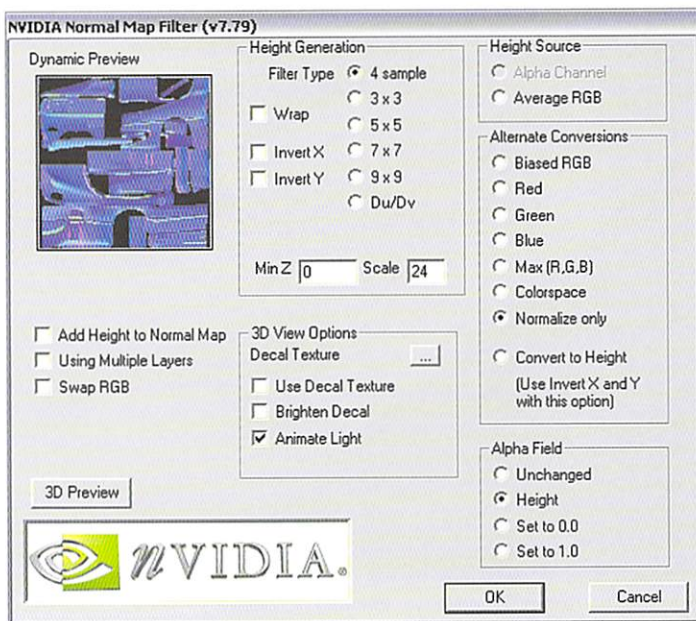 NVIDIA Normal Map Filter (v7.79)
Dynamic Preview
Height Generation
Filter Type
4 sample
3 x 3
5 x 5
7 x 7
9 x 9
Du/Dv
Wrap
Invert X
Invert Y
Min Z 0 Scale 24
Height Source
Alpha Channel
Average RGB
Alternate Conversions
Biased RGB
Red
Green
Blue
Max (R,G,B)
Colorspace
Normalize only
Convert to Height
(Use Invert X and Y
with this option)
Add Height to Normal Map
Using Multiple Layers
Swap RGB
3D View Options
Decal Texture ...
Use Decal Texture
Brighten Decal
Animate Light
Alpha Field
Unchanged
Height
Set to 0.0
Set to 1.0
3D Preview
nVIDIA.
OK Cancel